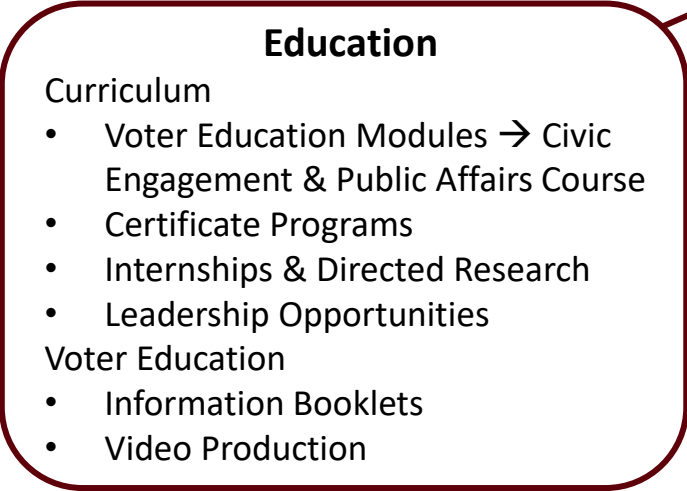 Education
Curriculum
• Voter Education Modules → Civic
Engagement & Public Affairs Course
• Certificate Programs
• Internships & Directed Research
• Leadership Opportunities
Voter Education
• Information Booklets
• Video Production